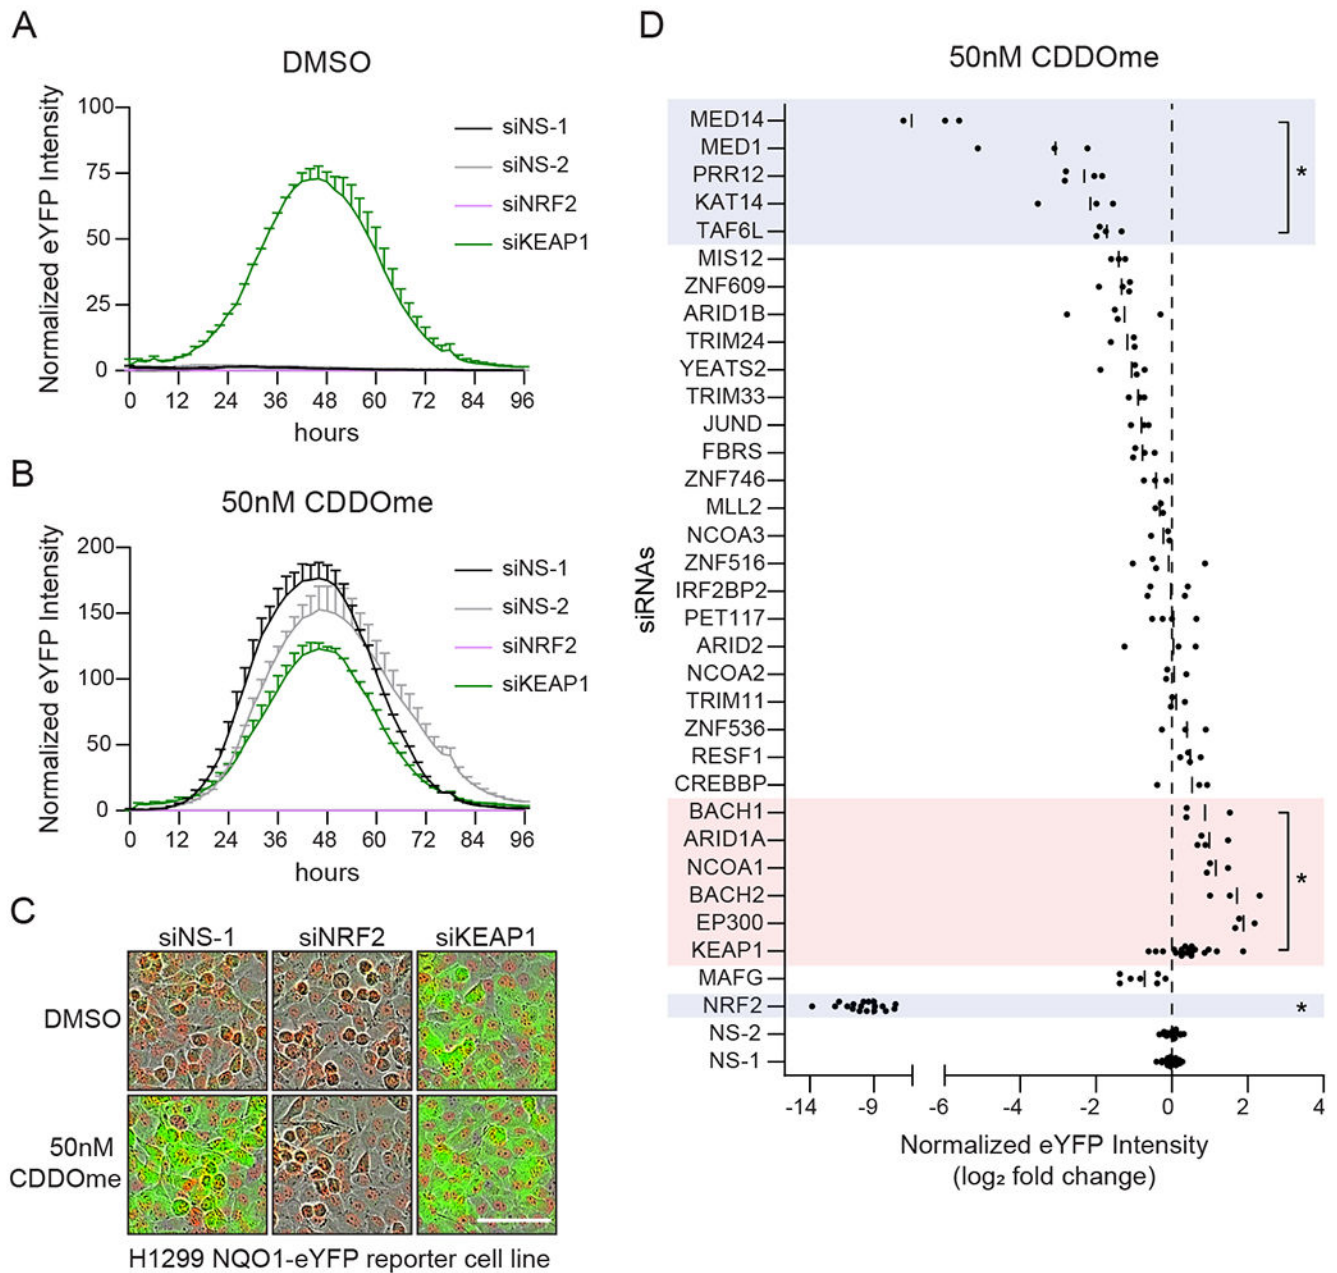 A
DMSO
Normalized eYFP Intensity
100
75
50
25
0
0 12 24 36 48 60 72 84 96
hours
siNS-1
siNS-2
siNRF2
siKEAP1
B
50nM CDDOme
Normalized eYFP Intensity
200
150
100
50
0
0 12 24 36 48 60 72 84 96
hours
siNS-1
siNS-2
siNRF2
siKEAP1
C
siNS-1 siNRF2 siKEAP1
DMSO
50nM
CDDOme
H1299 NQO1-eYFP reporter cell line
D
50nM CDDOme
siRNAs
MED14
MED1
PRR12
KAT14
TAF6L
*
MIS12
ZNF609
ARID1B
TRIM24
YEATS2
TRIM33
JUND
FBRS
ZNF746
MLL2
NCOA3
ZNF516
IRF2BP2
PET117
ARID2
NCOA2
TRIM11
ZNF536
RESF1
CREBBP
BACH1
ARID1A
NCOA1
BACH2
EP300
KEAP1
*
MAFG
NRF2 *
NS-2
NS-1
-14 -9 -6 -4 -2 0 2 4
Normalized eYFP Intensity
(log₂ fold change)